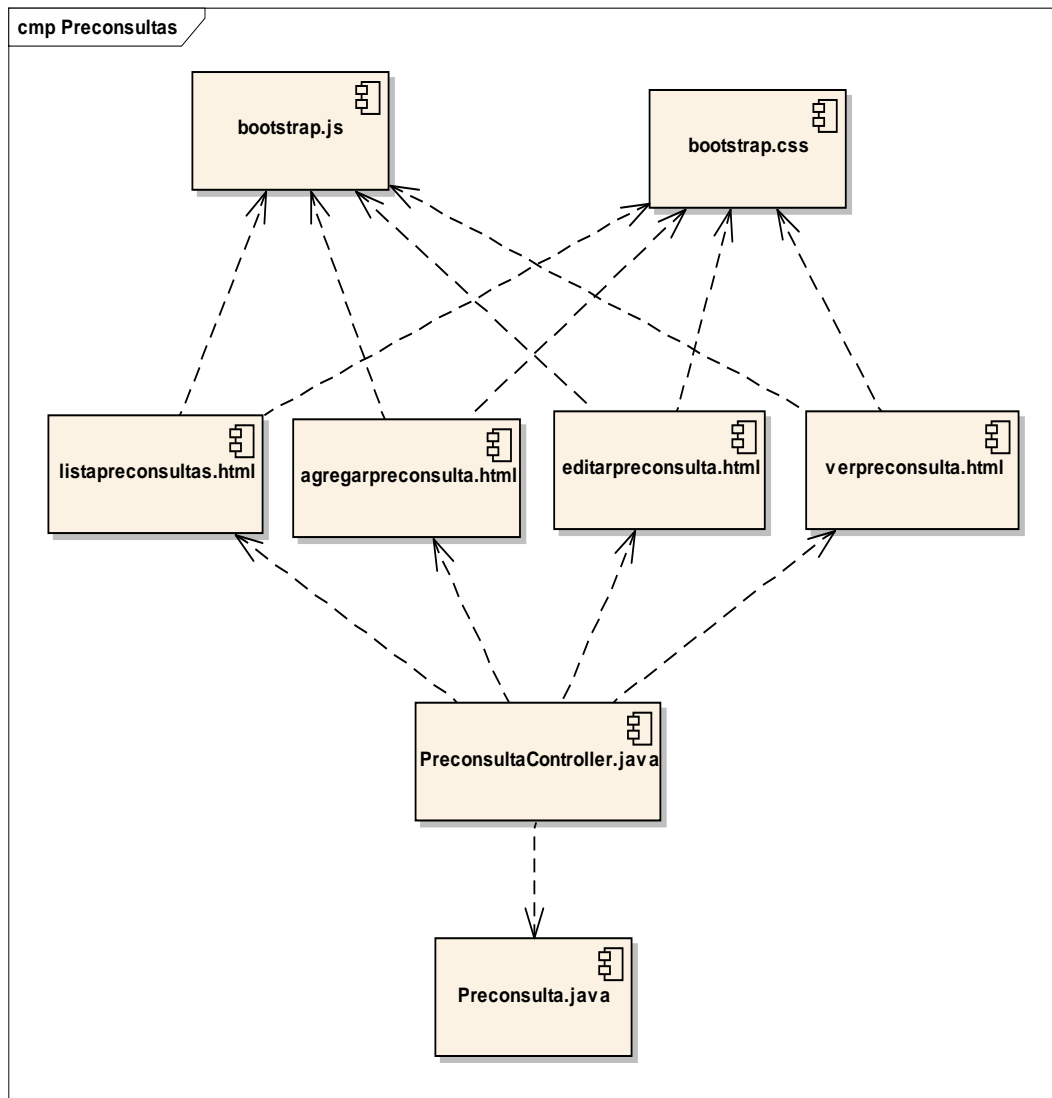 cmp Preconsultas
bootstrap.js
bootstrap.css
listapreconsultas.html
agregarpreconsulta.html
editarpreconsulta.html
verpreconsulta.html
PreconsultaController.java
Preconsulta.java